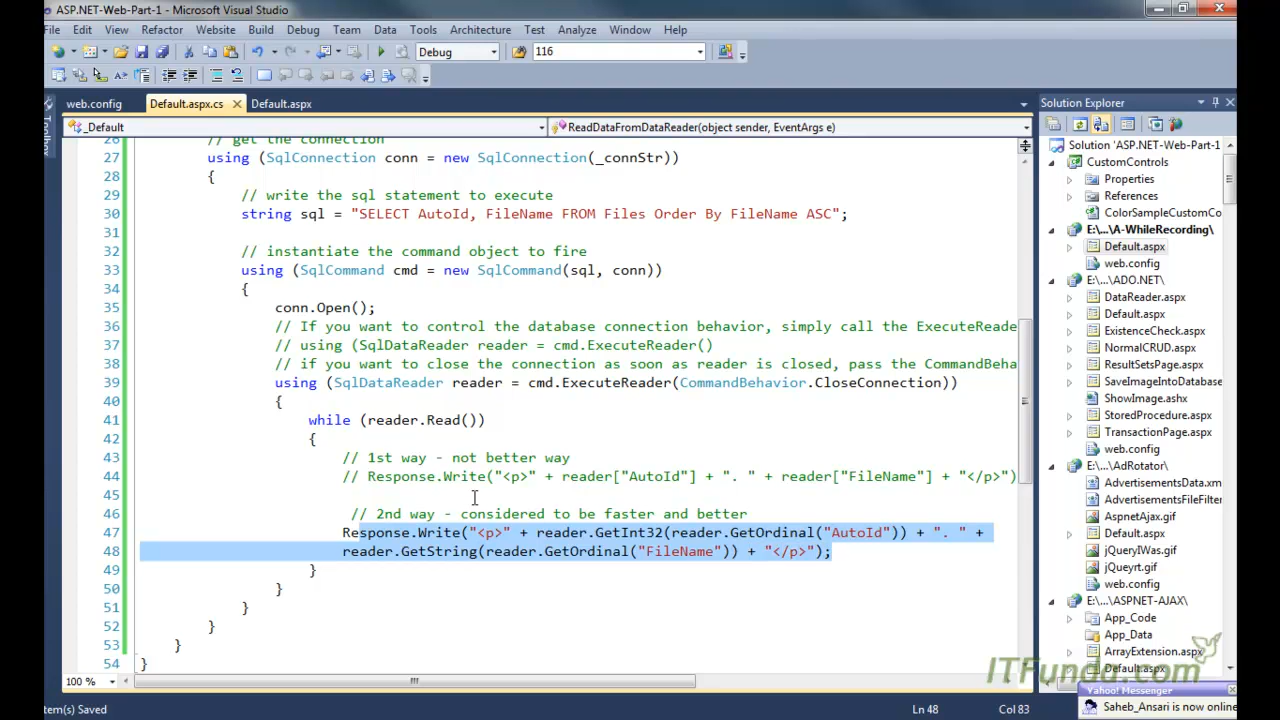 ASP.NET-Web-Part-1 - Microsoft Visual Studio
File Edit View Refactor Website Build Debug Team Data Tools Architecture Test Analyze Window Help
Debug 116
web.config Default.aspx.cs Default.aspx
Toolbox
_Default ReadDataFromDataReader(object sender, EventArgs e)
26 // get the connection
27 using (SqlConnection conn = new SqlConnection(_connStr))
28 {
29 // write the sql statement to execute
30 string sql = "SELECT AutoId, FileName FROM Files Order By FileName ASC";
31
32 // instantiate the command object to fire
33 using (SqlCommand cmd = new SqlCommand(sql, conn))
34 {
35 conn.Open();
36 // If you want to control the database connection behavior, simply call the ExecuteReade
37 // using (SqlDataReader reader = cmd.ExecuteReader()
38 // if you want to close the connection as soon as reader is closed, pass the CommandBeha
39 using (SqlDataReader reader = cmd.ExecuteReader(CommandBehavior.CloseConnection))
40 {
41 while (reader.Read())
42 {
43 // 1st way - not better way
44 // Response.Write("<p>" + reader["AutoId"] + ". " + reader["FileName"] + "</p>")
45
46 // 2nd way - considered to be faster and better
47 Response.Write("<p>" + reader.GetInt32(reader.GetOrdinal("AutoId")) + ". " +
48 reader.GetString(reader.GetOrdinal("FileName")) + "</p>");
49 }
50 }
51 }
52 }
53 }
54 }
100 %
Solution Explorer
Solution 'ASP.NET-Web-Part-1
CustomControls
Properties
References
ColorSampleCustomCo
E:\...\A-WhileRecording\
Default.aspx
web.config
E:\...\ADO.NET\
DataReader.aspx
Default.aspx
ExistenceCheck.aspx
NormalCRUD.aspx
ResultSetsPage.aspx
SaveImageIntoDatabase
ShowImage.ashx
StoredProcedure.aspx
TransactionPage.aspx
web.config
E:\...\AdRotator\
AdvertisementsData.xm
AdvertisementsFileFilter
AspnetAjax.gif
Default.aspx
jQueryIWas.gif
jQueyrt.gif
web.config
E:\...\ASPNET-AJAX\
App_Code
App_Data
ArrayExtension.aspx
Default.aspx
ITFunda.com
Yahoo! Messenger
Saheb_Ansari is now online
tem(s) Saved Ln 48 Col 83